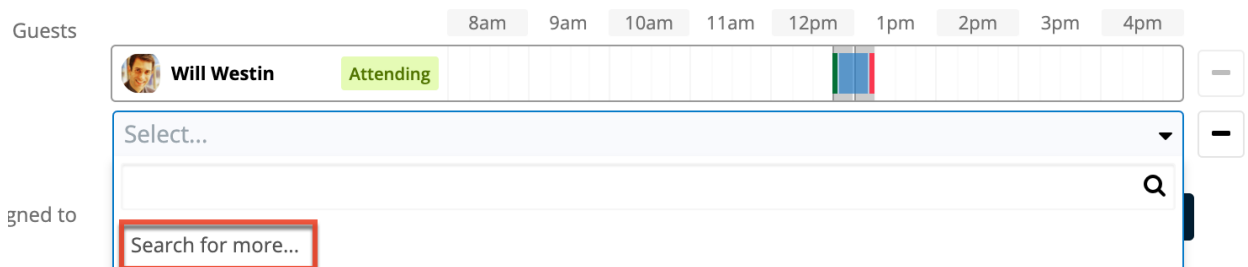 Guests
8am 9am 10am 11am 12pm 1pm 2pm 3pm 4pm
Will Westin Attending
Select...
gned to
Search for more...